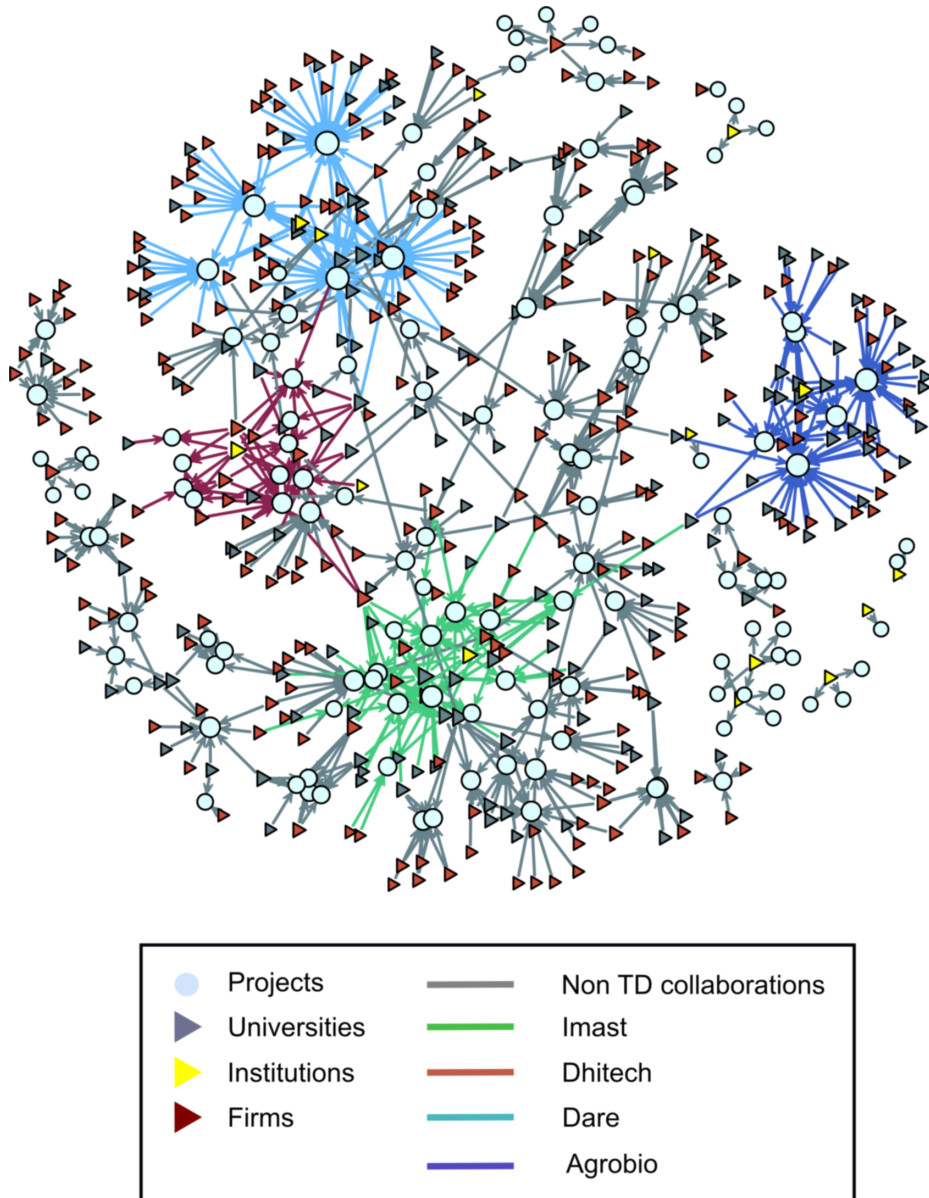 Projects Non TD collaborations
Universities Imast
Institutions Dhitech
Firms Dare
Agrobio